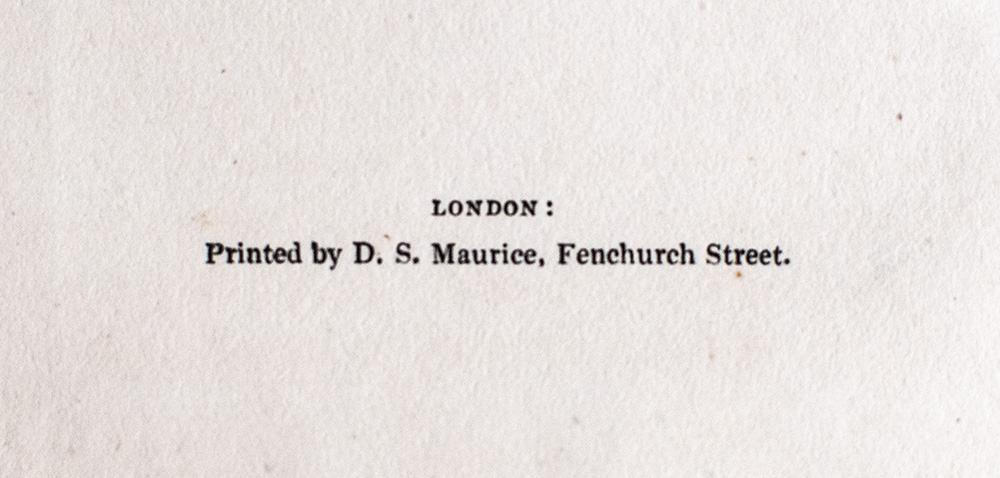 LONDON:
Printed by D. S. Maurice, Fenchurch Street.